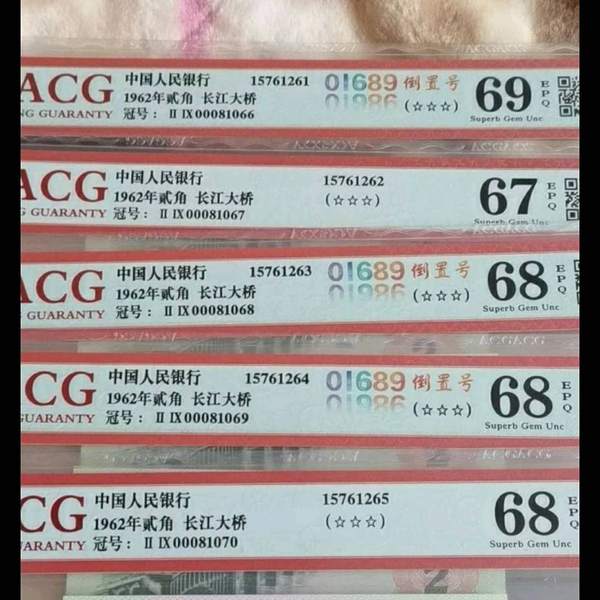 ACG 中国人民银行 15761261 01689 倒置号 69 EPQ
NG GUARANTY 1962年贰角 长江大桥 01986 (☆☆☆) Superb Gem Unc
冠号: II IX00081066
ACG 中国人民银行 15761262 67 EPQ
G GUARANTY 1962年贰角 长江大桥 (☆☆☆) Superb Gem Unc
冠号: II IX00081067
ACG 中国人民银行 15761263 01689 倒置号 68 EPQ
GUARANTY 1962年贰角 长江大桥 01986 (☆☆☆) Superb Gem Unc
冠号: II IX00081068
CG 中国人民银行 15761264 01689 倒置号 68 EPQ
GUARANTY 1962年贰角 长江大桥 01986 (☆☆☆) Superb Gem Unc
冠号: II IX00081069
CG 中国人民银行 15761265 68 EPQ
UARANTY 1962年贰角 长江大桥 (☆☆☆) Superb Gem Unc
冠号: II IX00081070
2